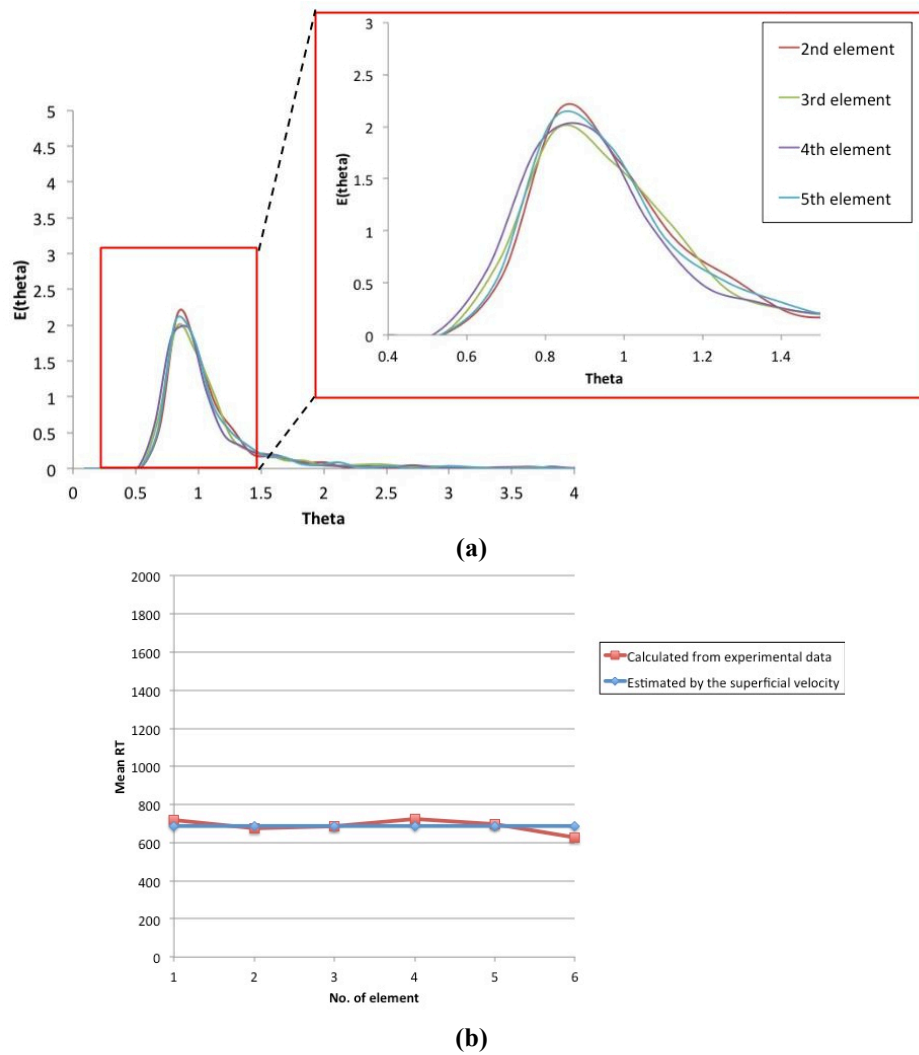 3
2.5
2
1.5
1
0.5
0
0.4 0.6 0.8 1 1.2 1.4
E(theta)
Theta
2nd element
3rd element
4th element
5th element
5
4.5
4
3.5
3
2.5
2
1.5
1
0.5
0
0 0.5 1 1.5 2 2.5 3 3.5 4
E(theta)
Theta
(a)
2000
1800
1600
1400
1200
1000
800
600
400
200
0
1 2 3 4 5 6
Mean RT
No. of element
Calculated from experimental data
Estimated by the superficial velocity
(b)